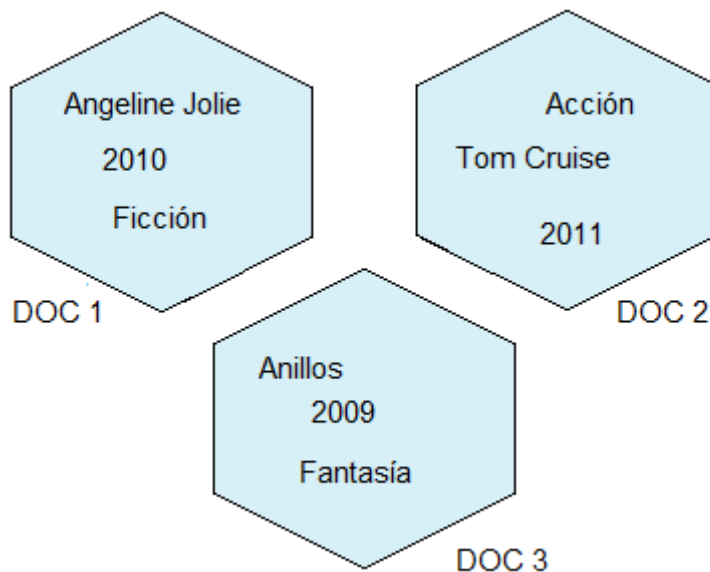 Angeline Jolie
2010
Ficción
DOC 1
Acción
Tom Cruise
2011
DOC 2
Anillos
2009
Fantasía
DOC 3